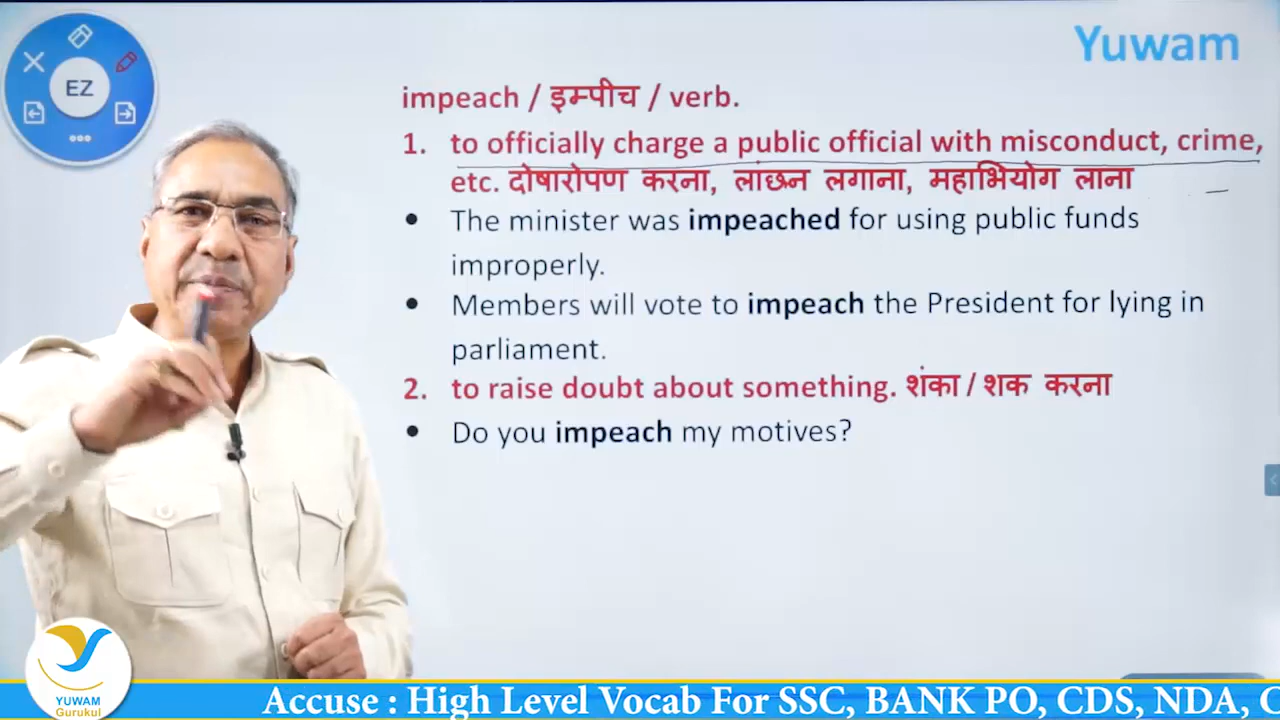 Yuwam
EZ
impeach / इम्पीच / verb.
1. to officially charge a public official with misconduct, crime,
etc. दोषारोपण करना, लांछन लगाना, महाभियोग लाना
• The minister was impeached for using public funds
improperly.
• Members will vote to impeach the President for lying in
parliament.
2. to raise doubt about something. शंका / शक करना
• Do you impeach my motives?
YUWAM
Gurukul
Accuse : High Level Vocab For SSC, BANK PO, CDS, NDA, C